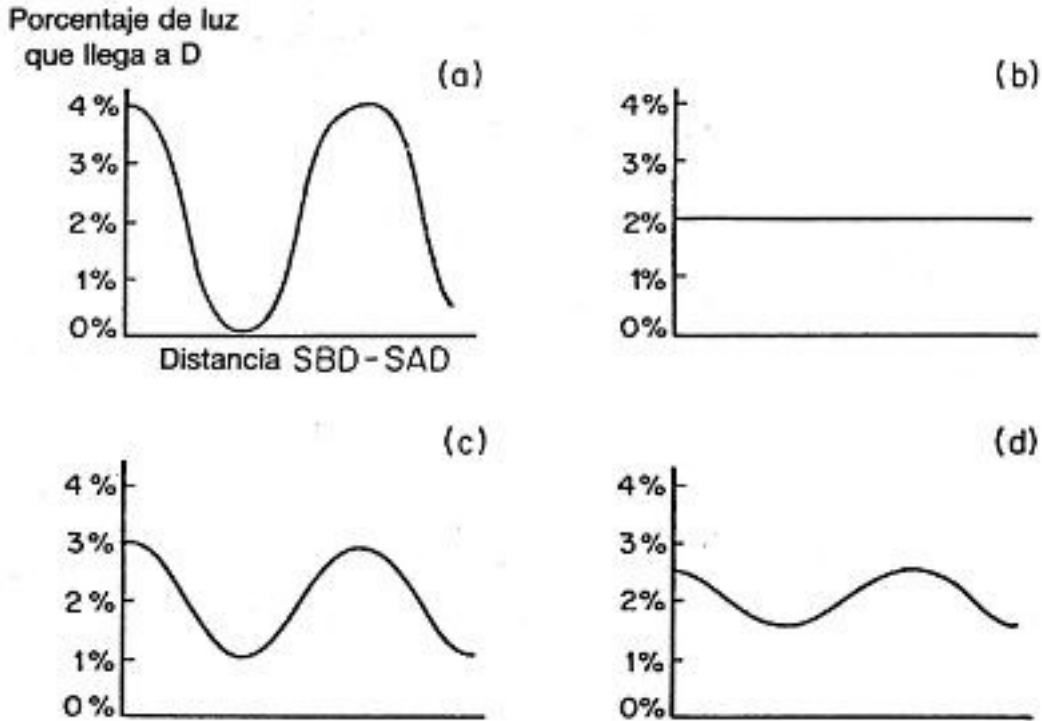 Porcentaje de luz
que llega a D
(a)
4%
3%
2%
1%
0%
Distancia SBD-SAD
(b)
4%
3%
2%
1%
0%
(c)
4%
3%
2%
1%
0%
(d)
4%
3%
2%
1%
0%